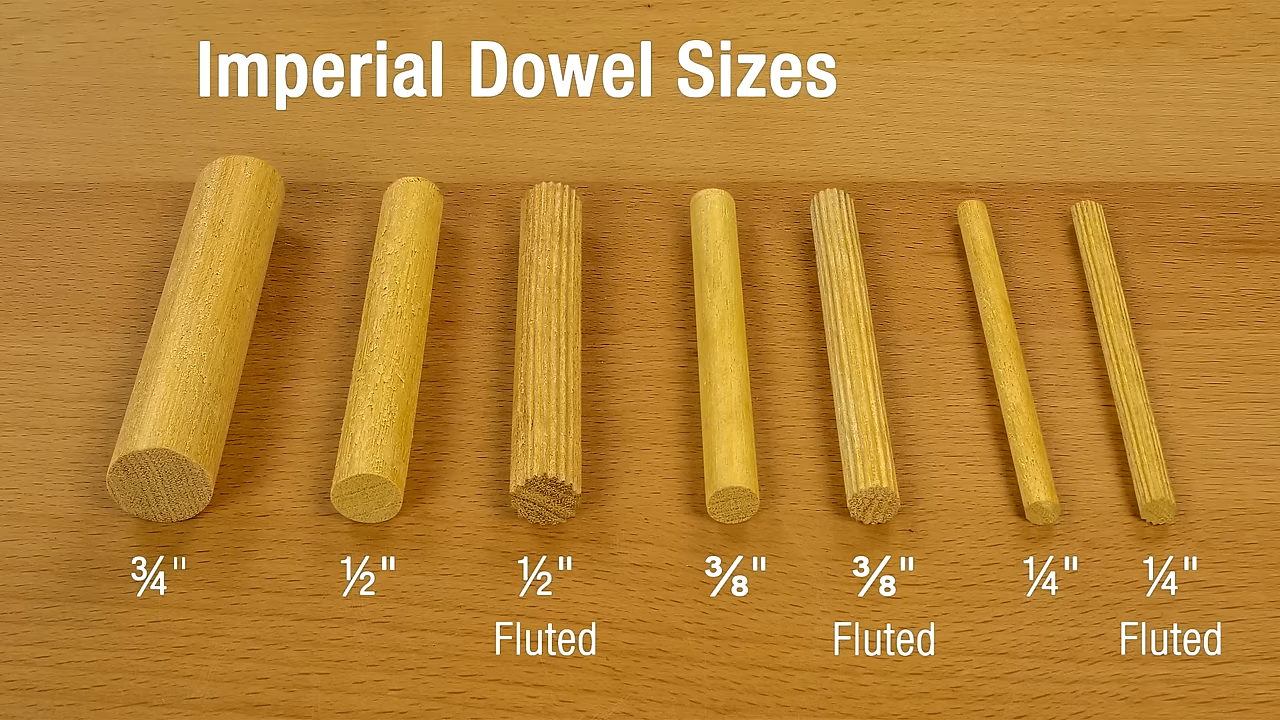 Imperial Dowel Sizes
¾" ½" ½" ⅜" ⅜" ¼" ¼"
Fluted Fluted Fluted